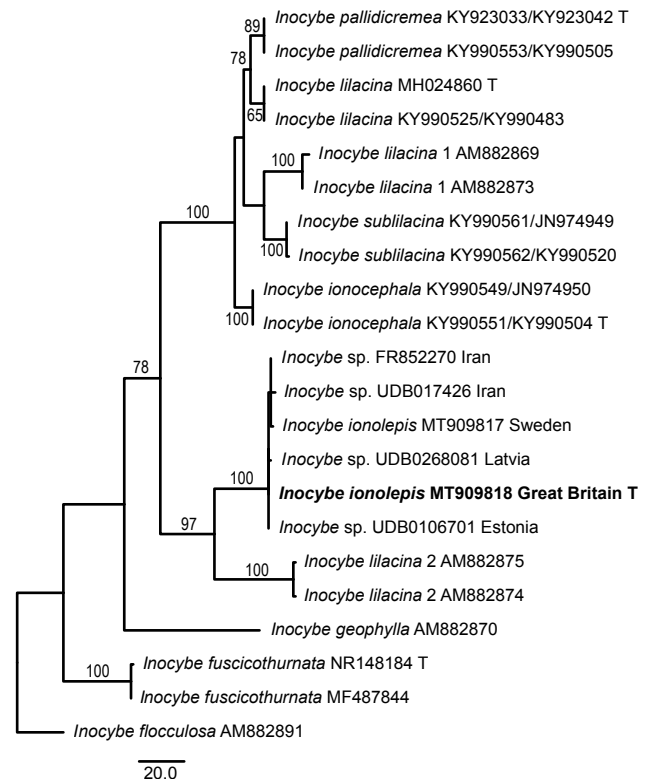 89
Inocybe pallidicremea KY923033/KY923042 T
Inocybe pallidicremea KY990553/KY990505
78
Inocybe lilacina MH024860 T
65
Inocybe lilacina KY990525/KY990483
100
Inocybe lilacina 1 AM882869
Inocybe lilacina 1 AM882873
100
Inocybe sublilacina KY990561/JN974949
100
Inocybe sublilacina KY990562/KY990520
Inocybe ionocephala KY990549/JN974950
100
Inocybe ionocephala KY990551/KY990504 T
78
Inocybe sp. FR852270 Iran
Inocybe sp. UDB017426 Iran
Inocybe ionolepis MT909817 Sweden
Inocybe sp. UDB0268081 Latvia
100
Inocybe ionolepis MT909818 Great Britain T
97
Inocybe sp. UDB0106701 Estonia
100
Inocybe lilacina 2 AM882875
Inocybe lilacina 2 AM882874
Inocybe geophylla AM882870
100
Inocybe fuscicothurnata NR148184 T
Inocybe fuscicothurnata MF487844
Inocybe flocculosa AM882891
20.0